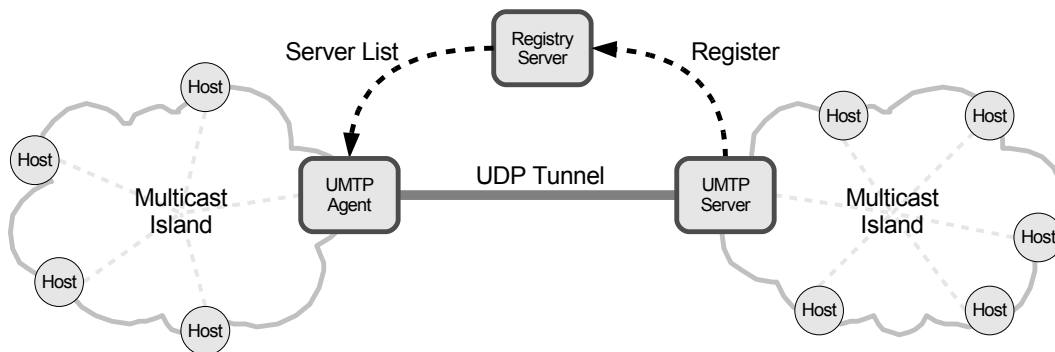 Server List
Registry
Server
Register
Host
Host
Host
Host
Host
Multicast
Island
UMTP
Agent
UDP Tunnel
UMTP
Server
Multicast
Island
Host
Host
Host
Host
Host